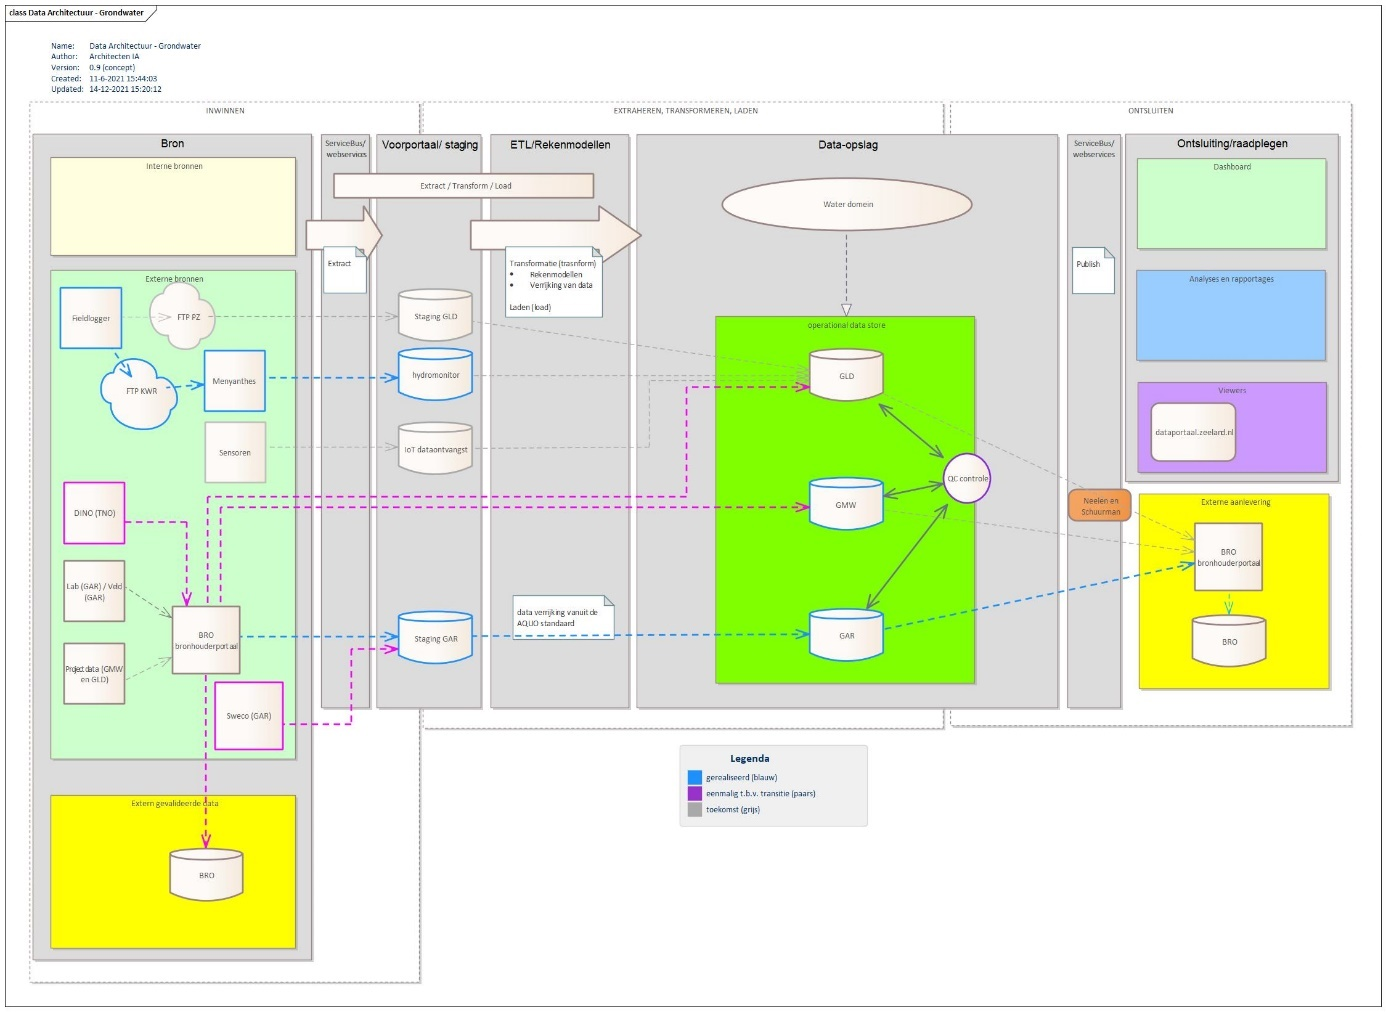 class Data Architectuur - Grondwater
Name: Data Architectuur - Grondwater
Author: Architecten IA
Version: 0.9 (concept)
Created: 11-6-2021 15:44:03
Updated: 14-12-2021 15:20:12
INWINNEN
EXTRAHEREN, TRANSFORMEREN, LADEN
ONTSLUITEN
Bron
ServiceBus/
webservices
Voorportaal/ staging
ETL/Rekenmodellen
Data-opslag
ServiceBus/
webservices
Ontsluiting/raadplegen
Interne bronnen
Extract / Transform / Load
Water domein
Dashboard
Extract
Transformatie (trasnform)
• Rekenmodellen
• Verrijking van data
Laden (load)
Publish
Externe bronnen
Fieldlogger
FTP PZ
Staging GLD
operational data store
Analyses en rapportages
FTP KWR
Menyanthes
hydromonitor
GLD
Viewers
dataportaal.zeeland.nl
Sensoren
IoT dataontvangst
QC controle
DINO (TNO)
GMW
Neelen en
Schuurman
Externe aanlevering
BRO
bronhouderportaal
Lab (GAR) / Veld
(GAR)
BRO
bronhouderportaal
Staging GAR
data verrijking vanuit de
AQUO standaard
GAR
BRO
Projectdata (GMW
en GLD)
Sweco (GAR)
Extern gevalideerde data
BRO
Legenda
gerealiseerd (blauw)
eenmalig t.b.v. transitie (paars)
toekomst (grijs)